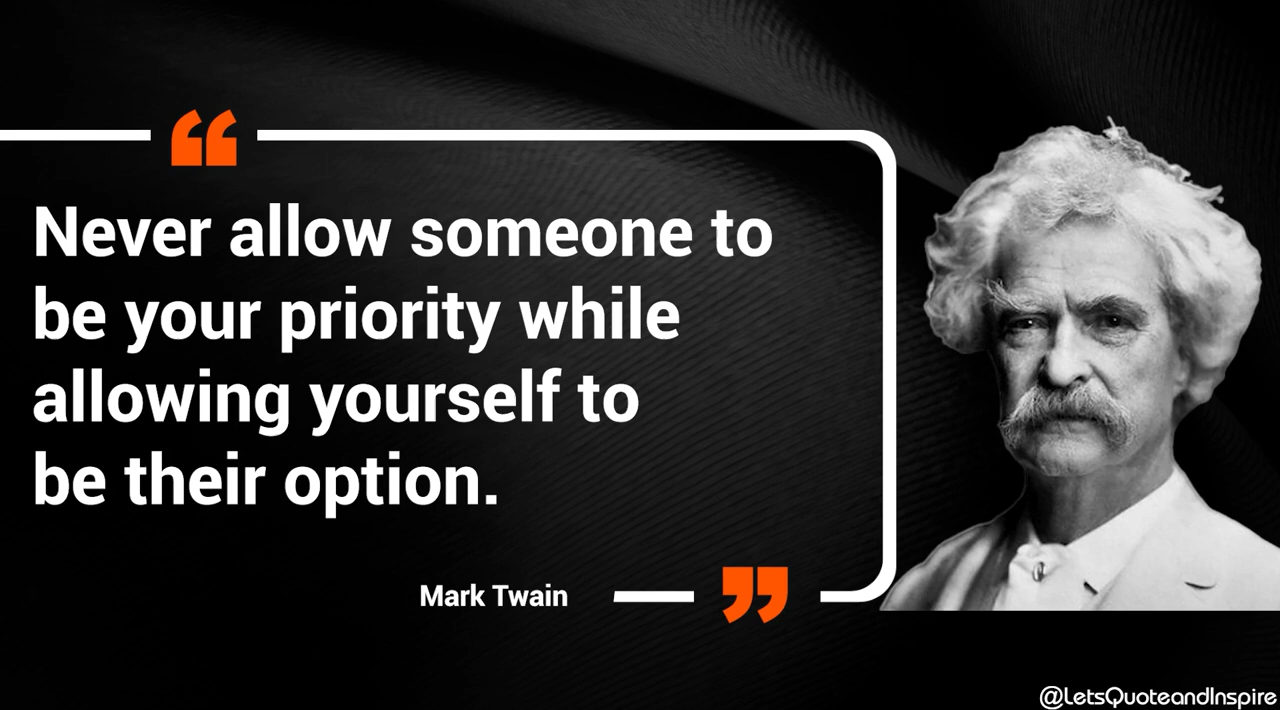 “
Never allow someone to
be your priority while
allowing yourself to
be their option.
Mark Twain
”
@LetsQuoteandInspire